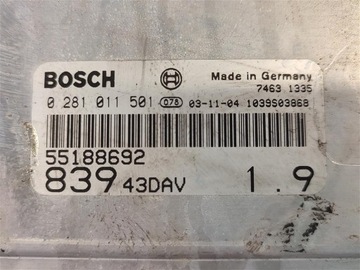 BOSCH Made in Germany
7463 1335
0 281 011 501 078 03-11-04 1039S03868
55188692
839 43DAV 1.9